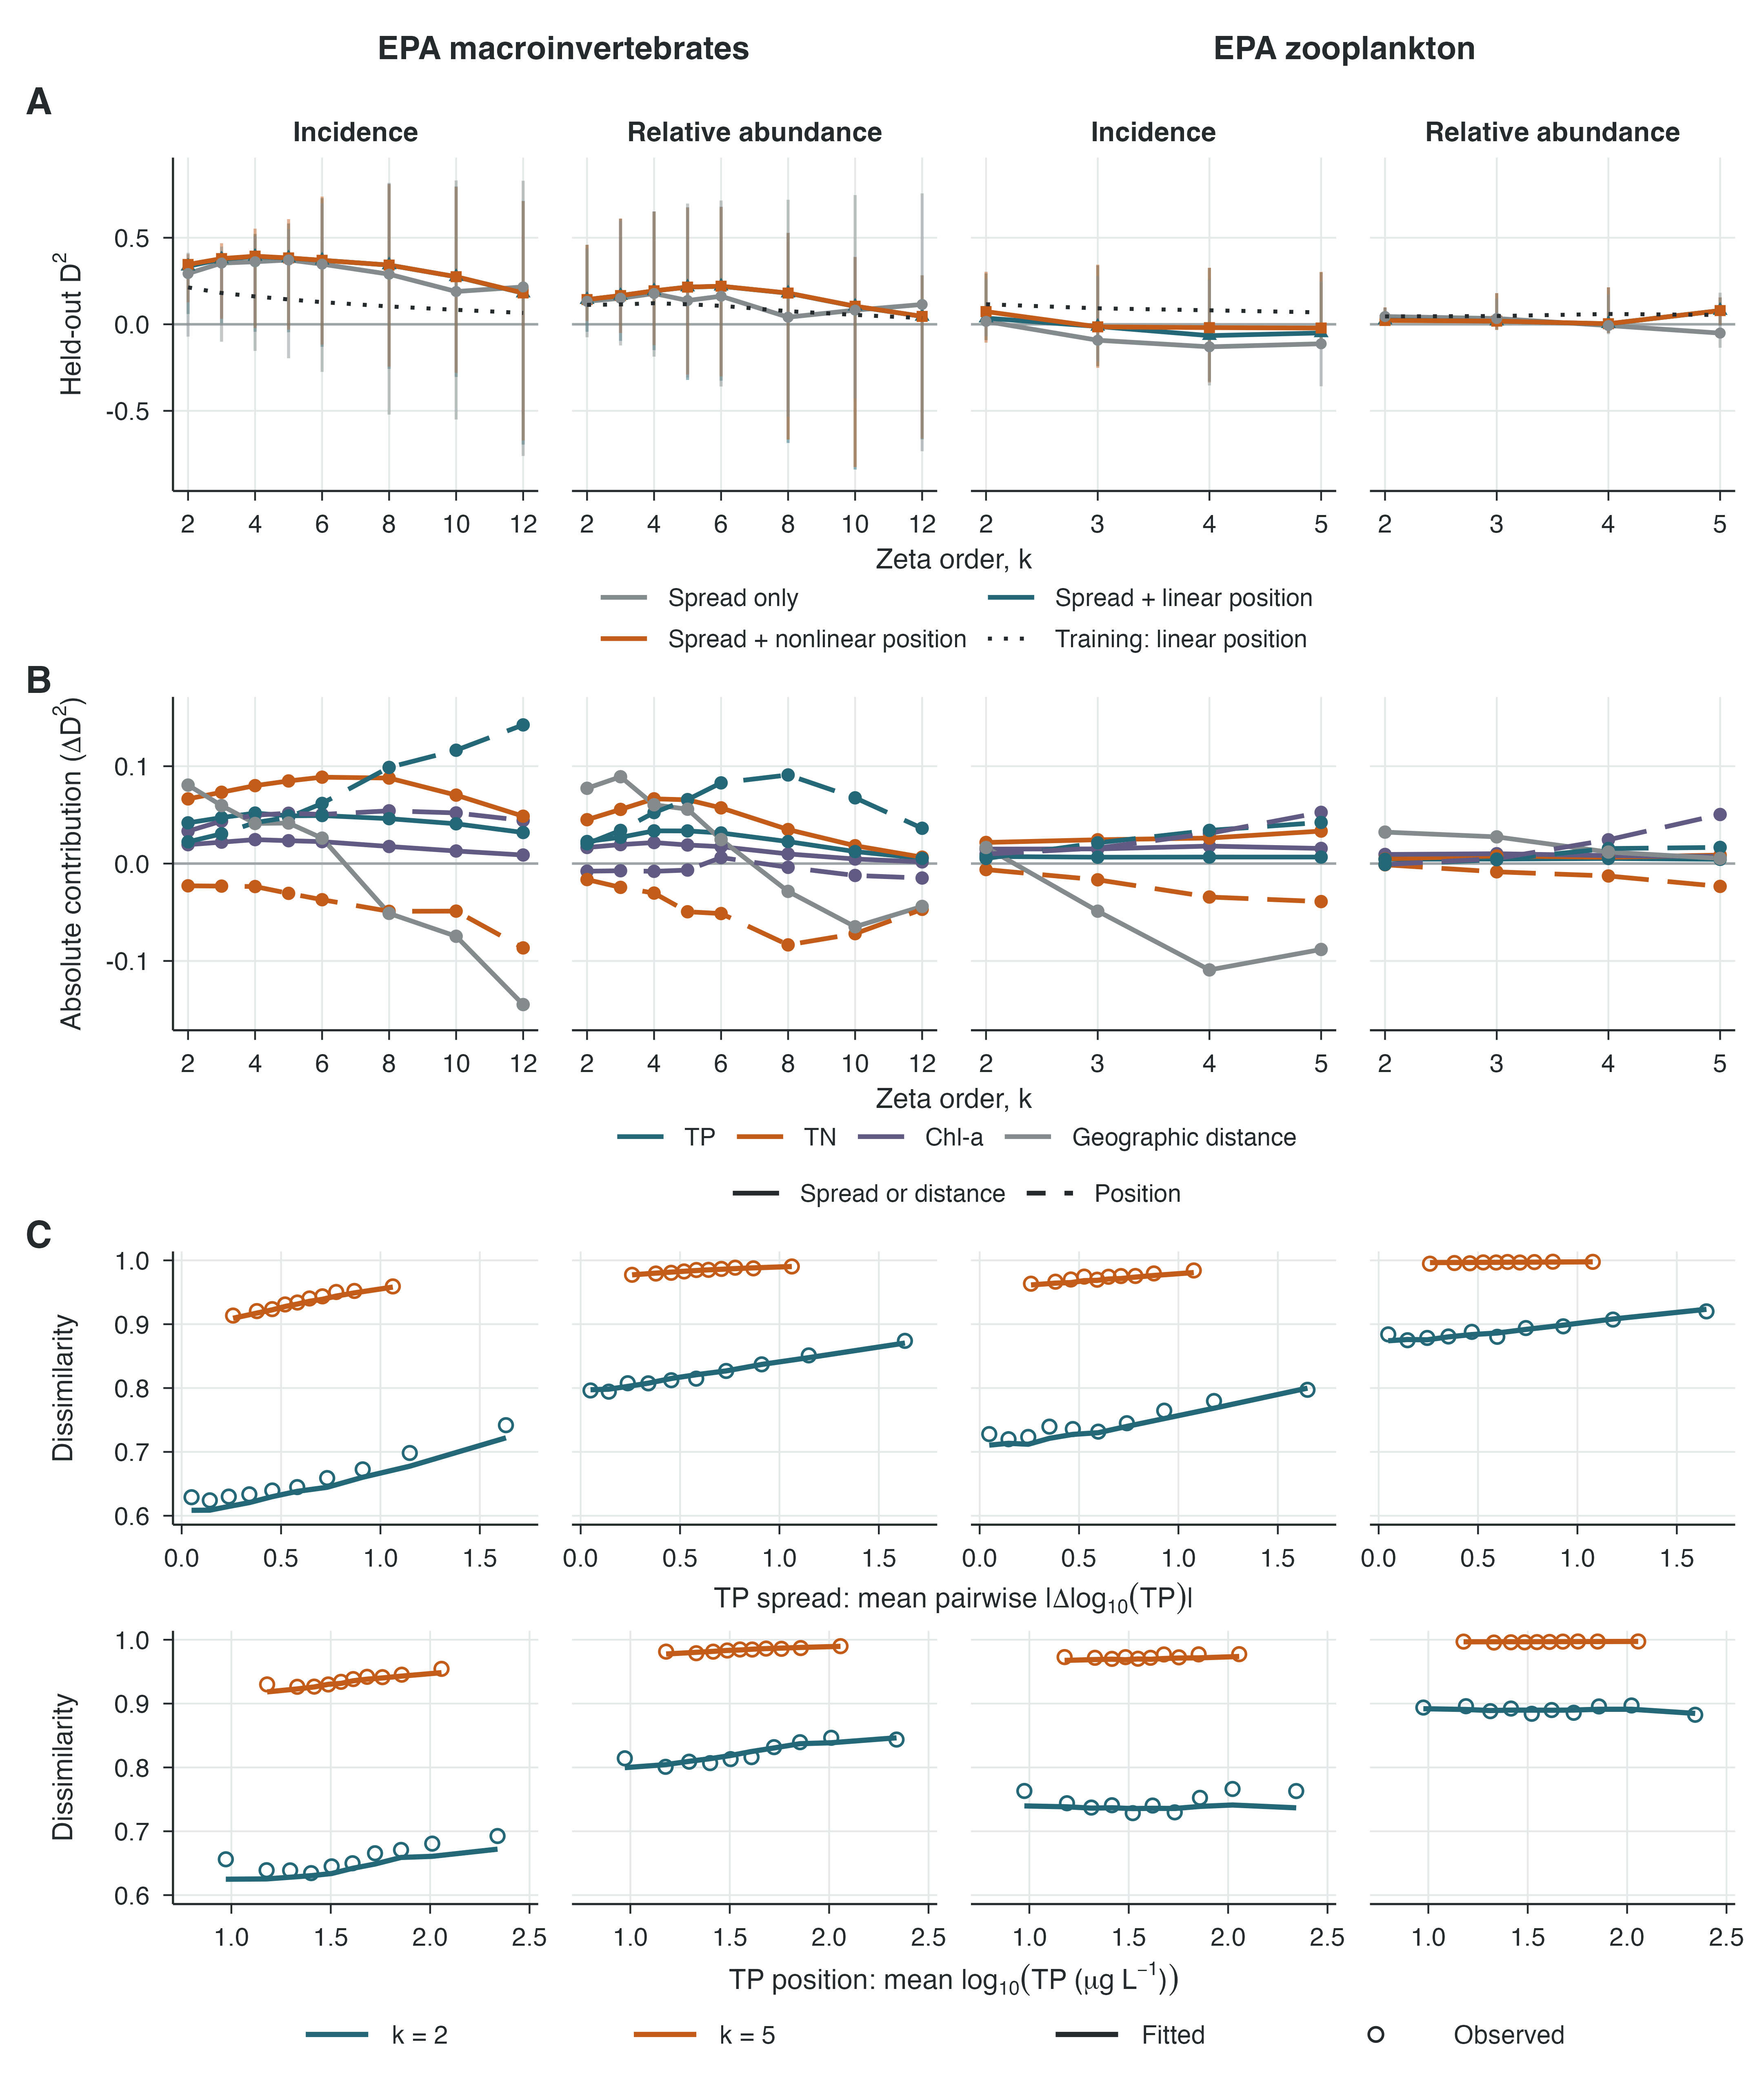 EPA macroinvertebrates EPA zooplankton
A
Incidence Relative abundance Incidence Relative abundance
Held-out D²
0.5
0.0
-0.5
2 4 6 8 10 12 2 4 6 8 10 12 2 3 4 5 2 3 4 5
Zeta order, k
Spread only Spread + linear position
Spread + nonlinear position Training: linear position
B
Absolute contribution (ΔD²)
0.1
0.0
-0.1
2 4 6 8 10 12 2 4 6 8 10 12 2 3 4 5 2 3 4 5
Zeta order, k
TP TN Chl-a Geographic distance
Spread or distance Position
C
Dissimilarity
1.0
0.9
0.8
0.7
0.6
0.0 0.5 1.0 1.5 0.0 0.5 1.0 1.5 0.0 0.5 1.0 1.5 0.0 0.5 1.0 1.5
TP spread: mean pairwise |Δlog₁₀(TP)|
Dissimilarity
1.0
0.9
0.8
0.7
0.6
1.0 1.5 2.0 2.5 1.0 1.5 2.0 2.5 1.0 1.5 2.0 2.5 1.0 1.5 2.0 2.5
TP position: mean log₁₀(TP (μg L⁻¹))
k = 2 k = 5 Fitted Observed